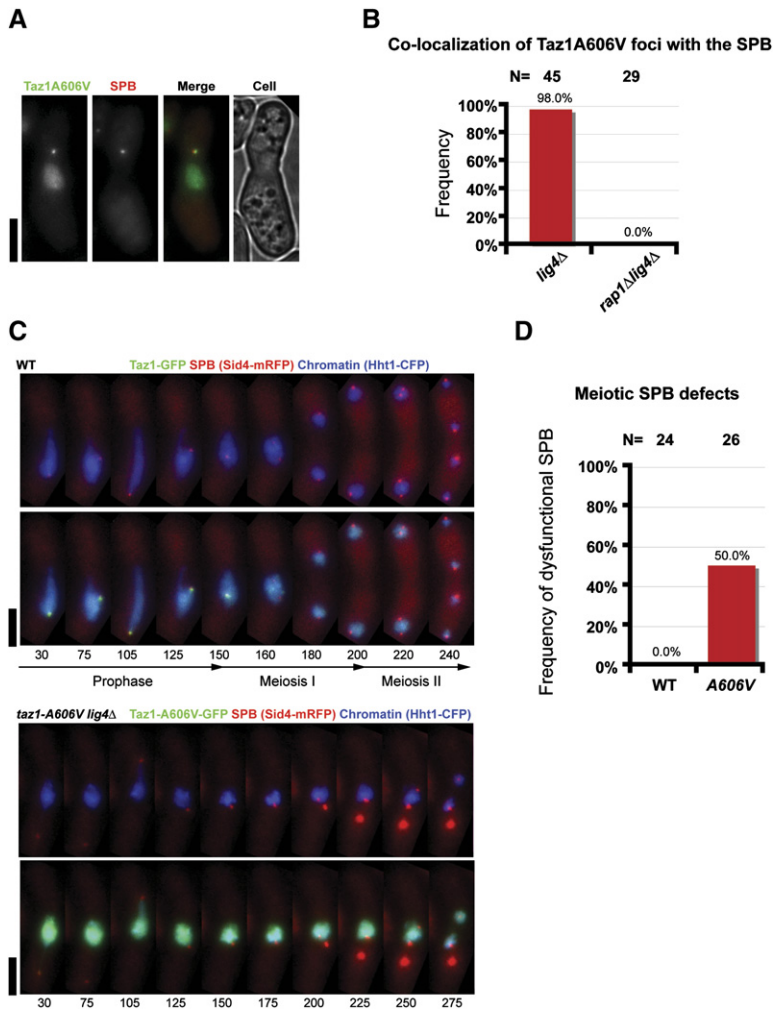 A
Taz1A606V SPB Merge Cell
B
Co-localization of Taz1A606V foci with the SPB
N= 45 29
Frequency
100%
80%
60%
40%
20%
0%
98.0%
0.0%
lig4Δ
rap1Δlig4Δ
C
WT Taz1-GFP SPB (Sid4-mRFP) Chromatin (Hht1-CFP)
30 75 105 125 150 160 180 200 220 240
Prophase Meiosis I Meiosis II
taz1-A606V lig4Δ Taz1-A606V-GFP SPB (Sid4-mRFP) Chromatin (Hht1-CFP)
30 75 105 125 150 175 200 225 250 275
D
Meiotic SPB defects
N= 24 26
Frequency of dysfunctional SPB
100%
80%
60%
40%
20%
0%
0.0%
50.0%
WT A606V